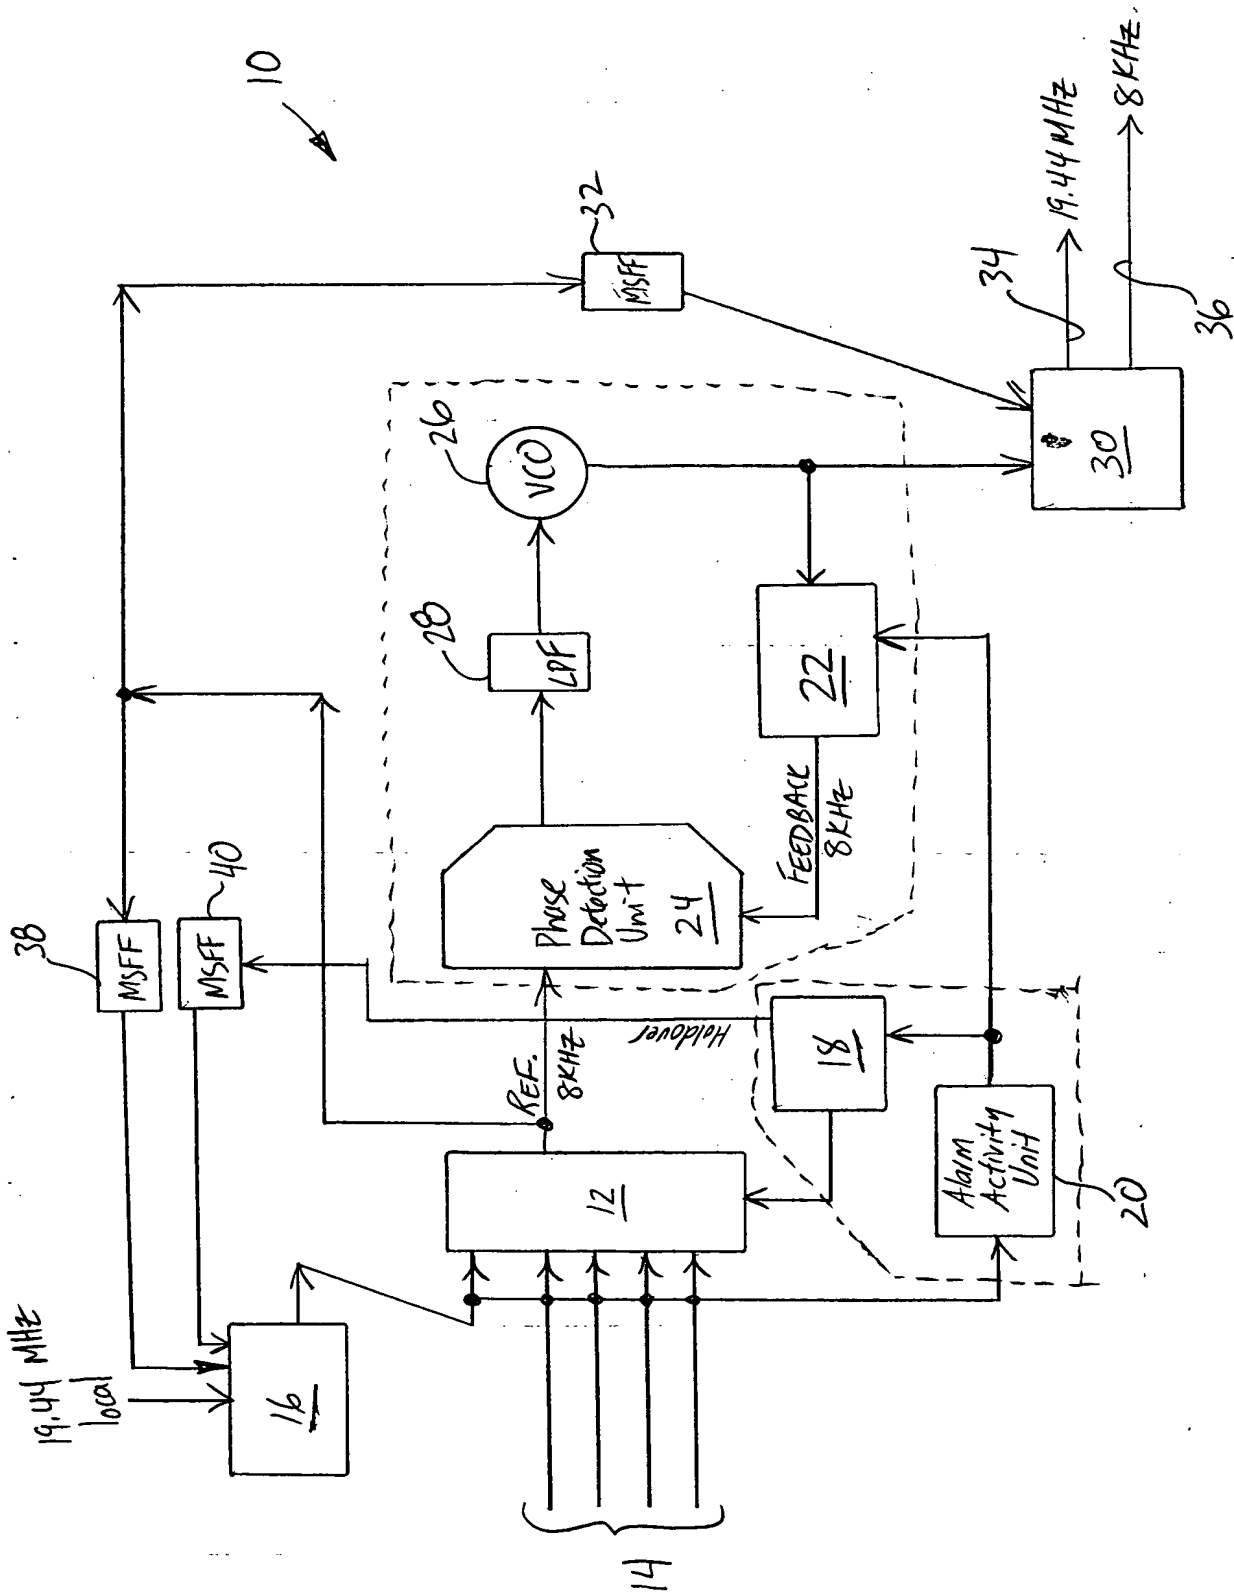 10
19.44 MHz
local
16
38
MSFF
MSFF
40
14
12
REF.
8KHz
Holdover
Phase
Detection
Unit
24
28
LPF
26
VCO
32
MSFF
FEEDBACK
8KHz
22
18
Alarm
Activity
Unit
20
30
34
19.44 MHz
36
8KHz.